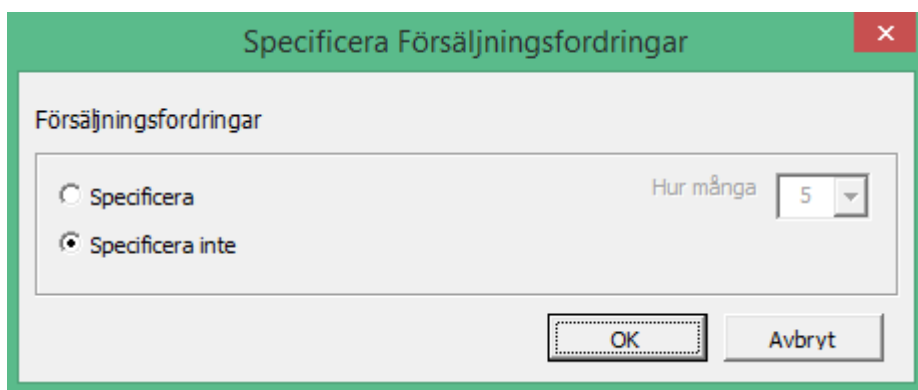 Specificera Försäljningsfordringar
Försäljningsfordringar
Specificera
Hur många
5
Specificera inte
OK
Avbryt